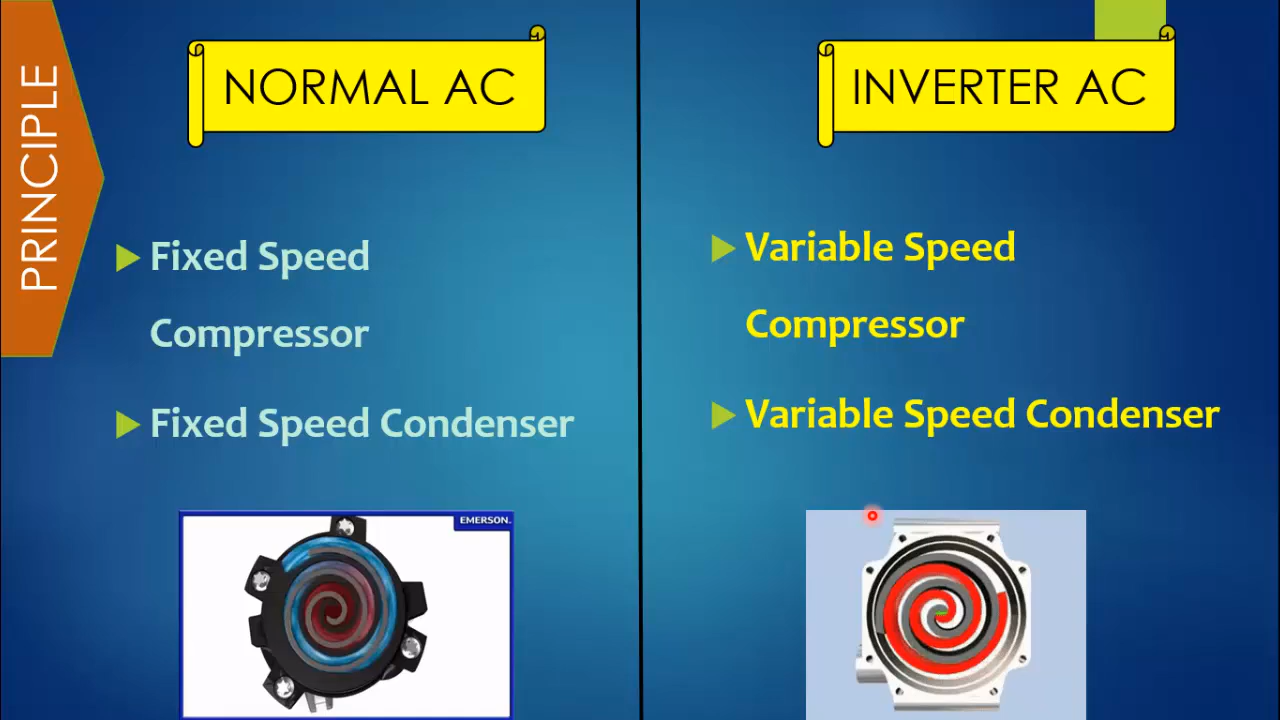 PRINCIPLE
NORMAL AC
Fixed Speed
Compressor
Fixed Speed Condenser
EMERSON.
INVERTER AC
Variable Speed
Compressor
Variable Speed Condenser